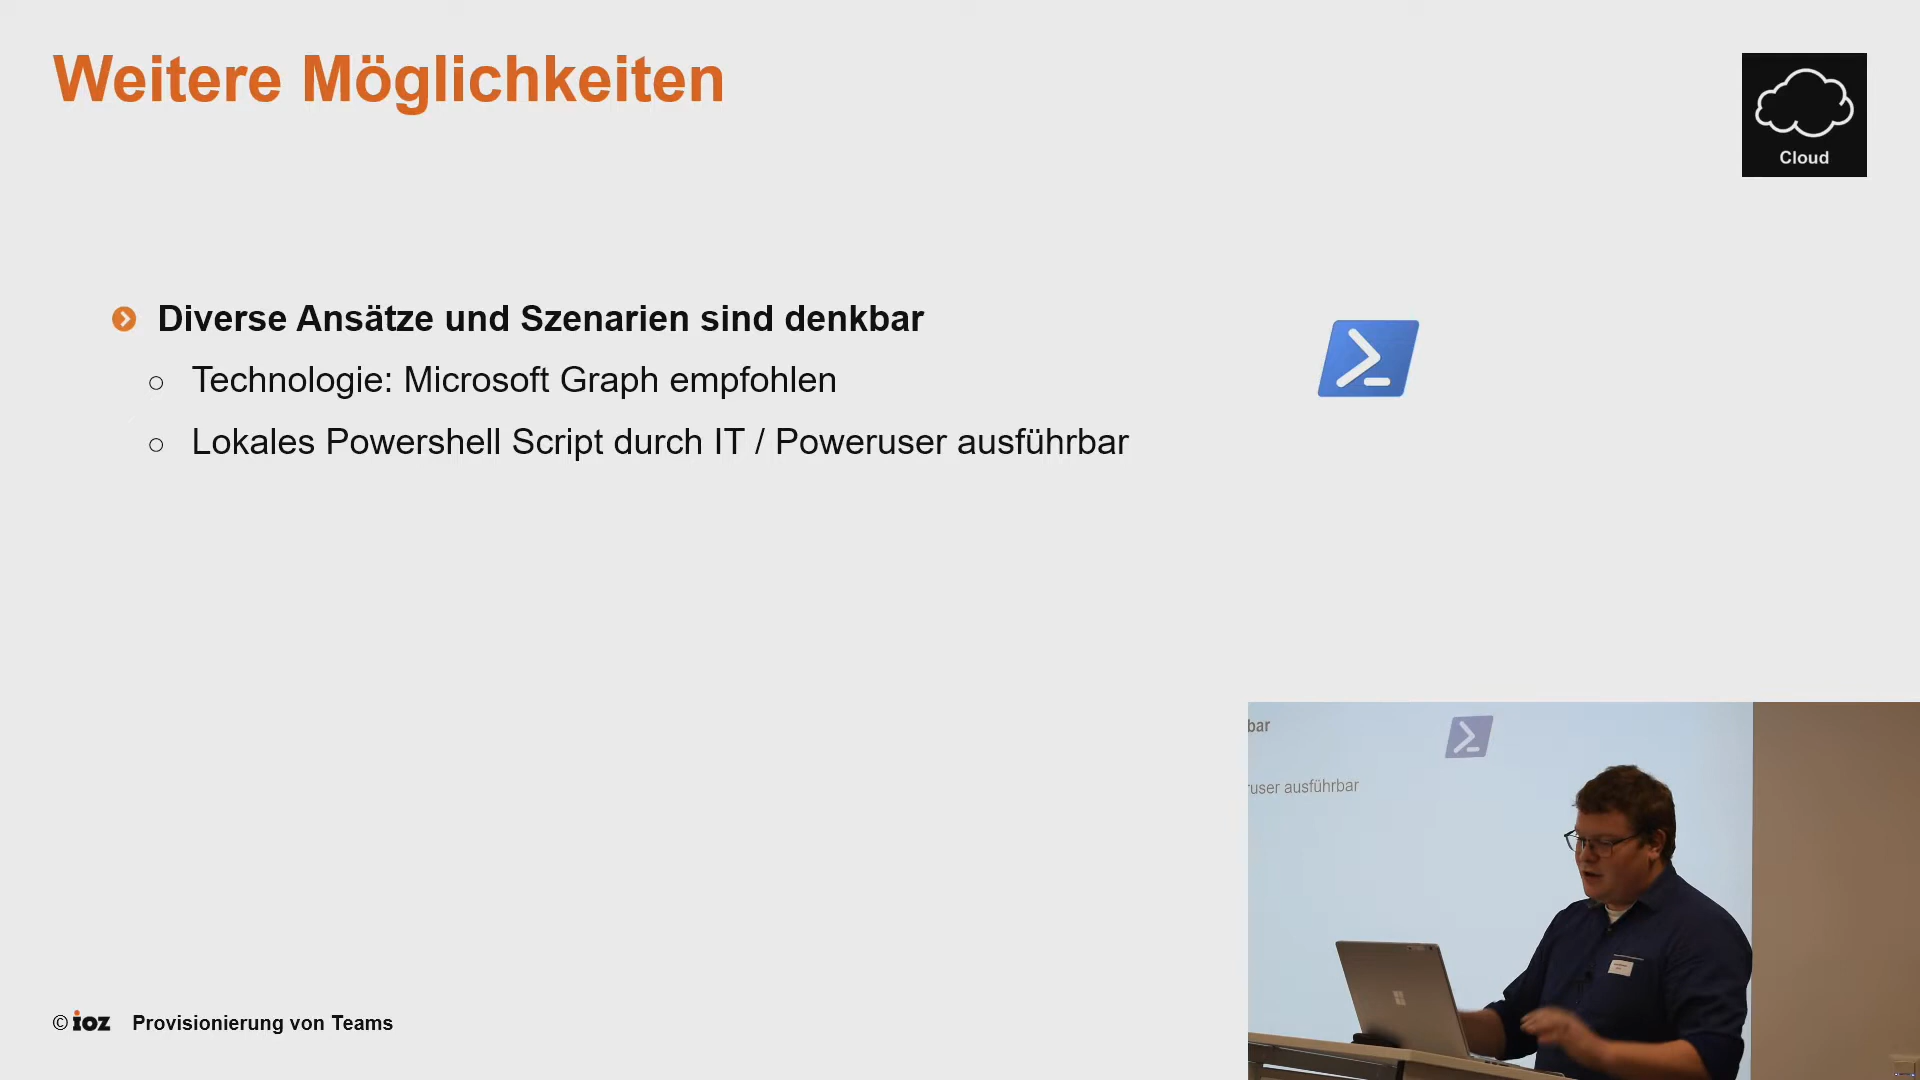 Weitere Möglichkeiten
Cloud
Diverse Ansätze und Szenarien sind denkbar
Technologie: Microsoft Graph empfohlen
Lokales Powershell Script durch IT / Poweruser ausführbar
bar
ruser ausführbar
© ioz Provisionierung von Teams